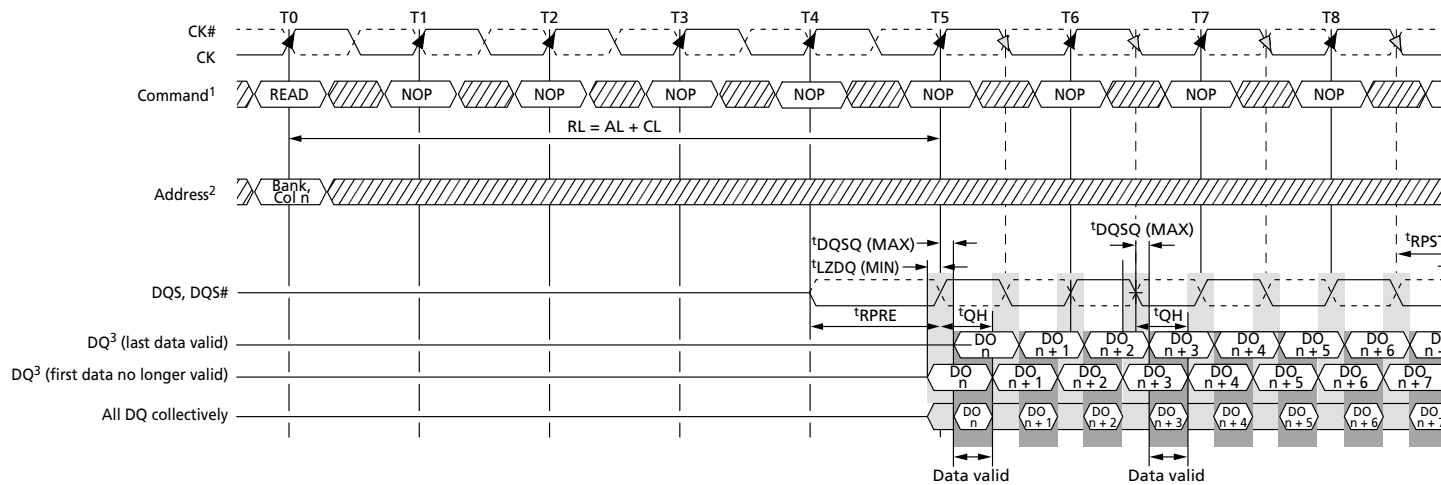 T0 T1 T2 T3 T4 T5 T6 T7 T8
CK#
CK
Command1 READ NOP NOP NOP NOP NOP NOP NOP NOP
RL = AL + CL
Address2 Bank, Col n
tDQSQ (MAX) tDQSQ (MAX) tRPST
tLZDQ (MIN)
DQS, DQS#
tRPRE tQH tQH
DQ3 (last data valid) DO n DO n + 1 DO n + 2 DO n + 3 DO n + 4 DO n + 5 DO n + 6
DQ3 (first data no longer valid) DO n DO n + 1 DO n + 2 DO n + 3 DO n + 4 DO n + 5 DO n + 6 DO n + 7
All DQ collectively DO n DO n + 1 DO n + 2 DO n + 3 DO n + 4 DO n + 5 DO n + 6 DO n + 7
Data valid Data valid